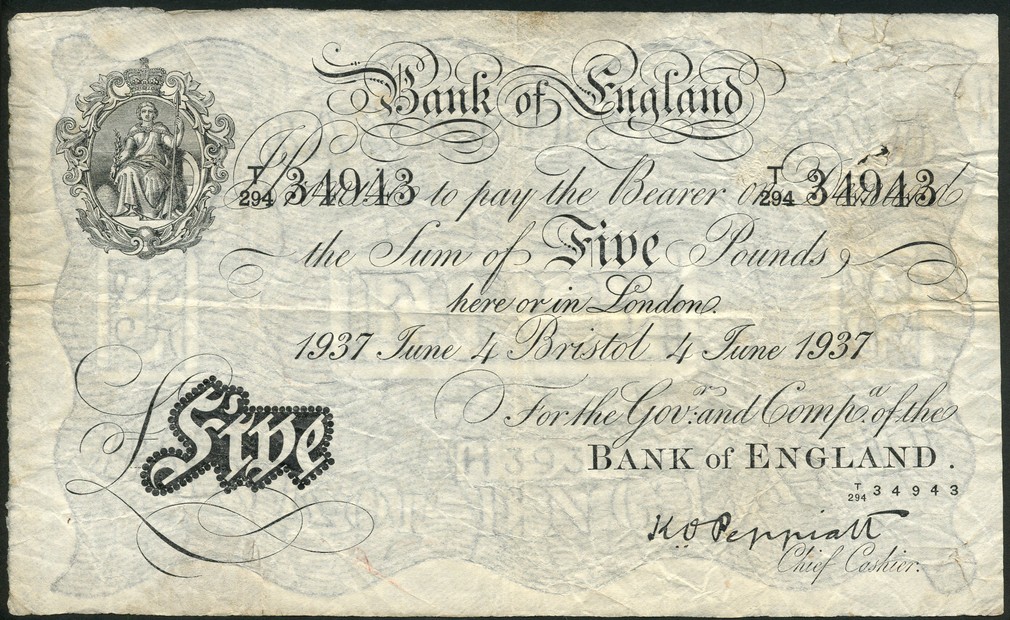 Bank of England
T/294 34943 Promise to pay the Bearer on Demand T/294 34943
the Sum of Five Pounds,
here or in London.
1937 June 4 Bristol 4 June 1937
For the Govr. and Compa. of the
BANK of ENGLAND.
T/294 34943
£Five
K.O. Peppiatt
Chief Cashier.